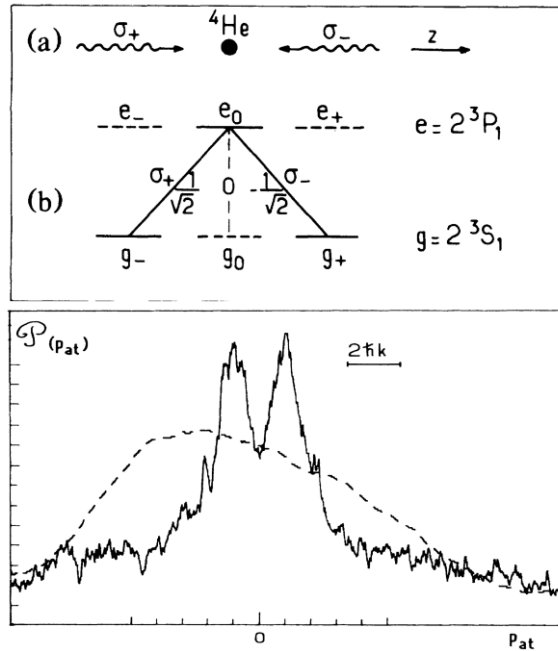 (a) σ+ ⁴He σ− z
e− e0 e+ e=2³P₁
(b) σ+ 1/√2 0 1/√2 σ−
g− g0 g+ g=2³S₁
𝒫(pat) 2ħk
0 Pat